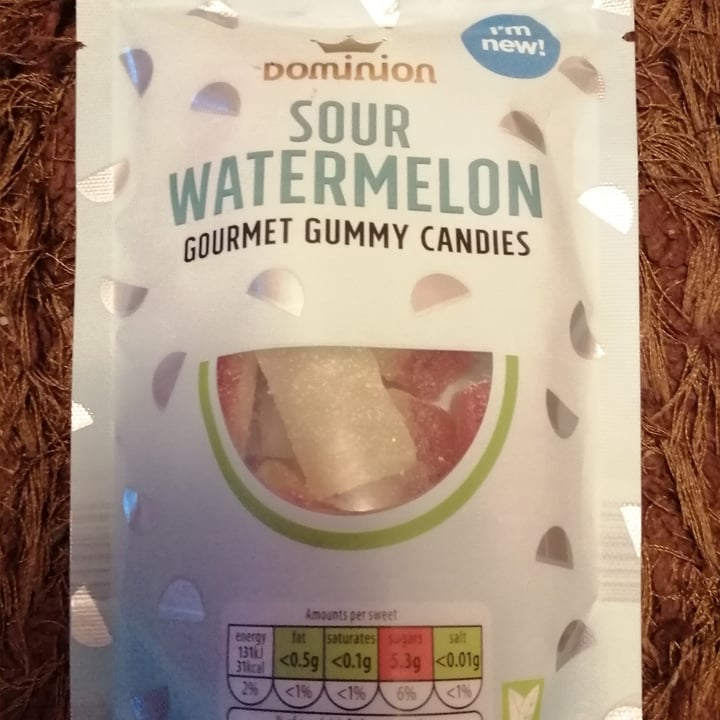 I'm
new!
Dominion
SOUR
WATERMELON
GOURMET GUMMY CANDIES
Amounts per sweet
energy fat saturates sugars salt
131kJ
31kcal <0.5g <0.1g 5.3g <0.01g
2% <1% <1% 6% <1%